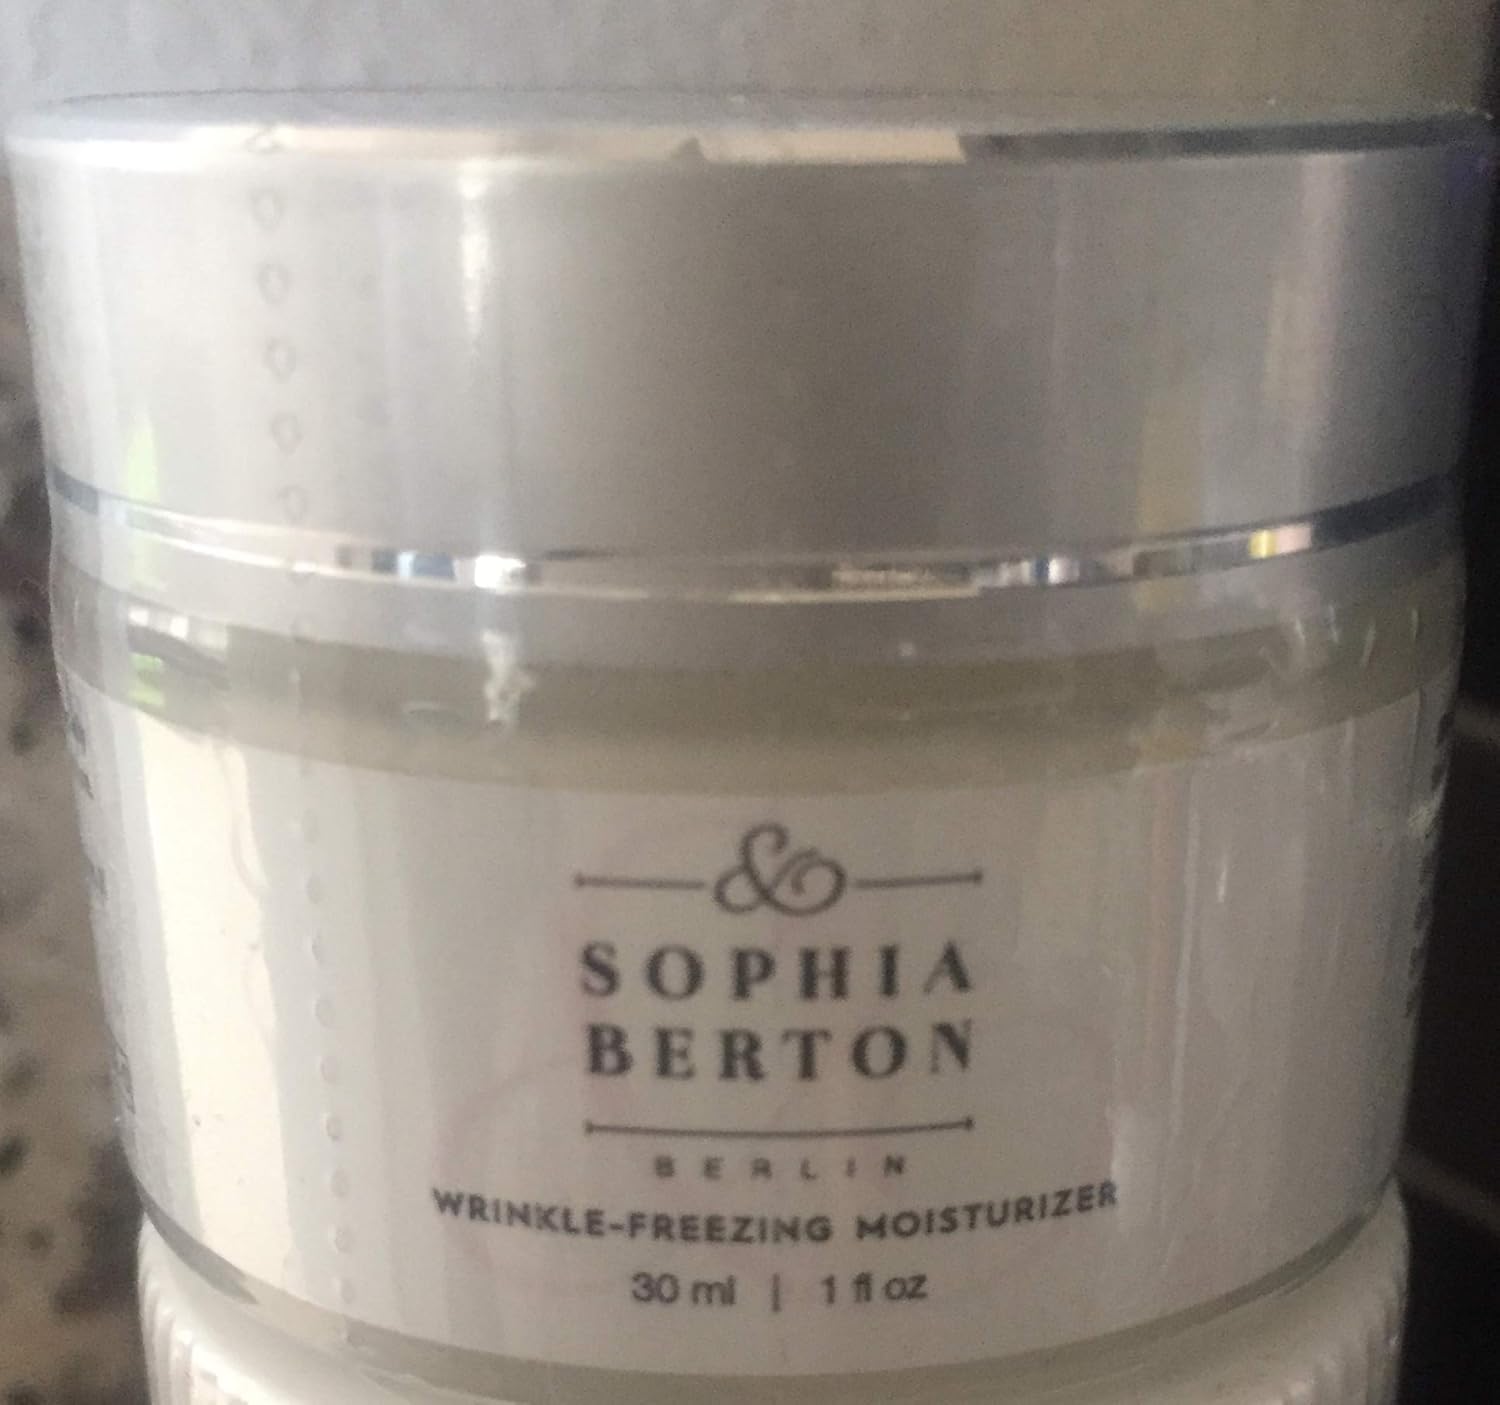 &
SOPHIA
BERTON
BERLIN
WRINKLE-FREEZING MOISTURIZER
30 ml | 1 fl oz